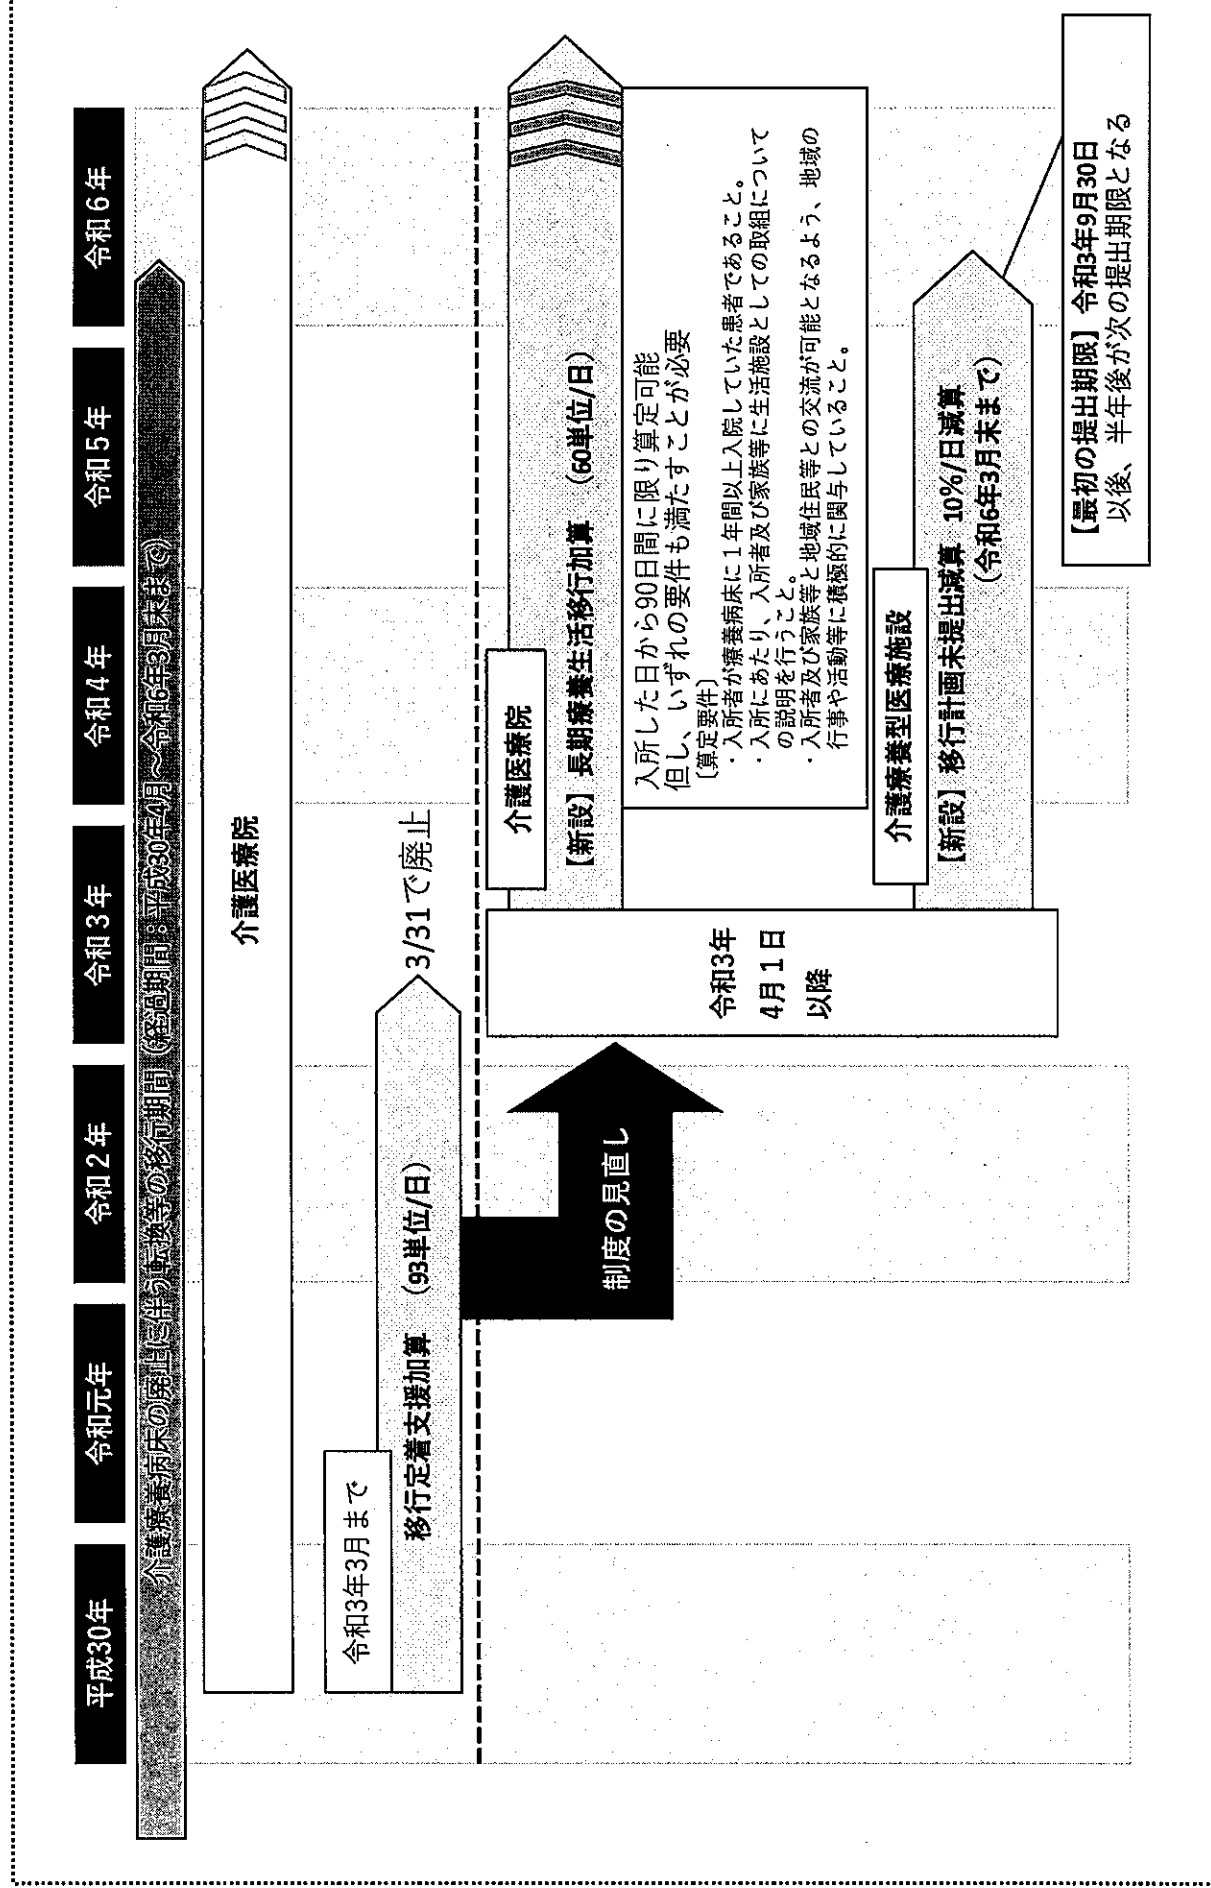 平成30年
令和元年
令和2年
令和3年
令和4年
令和5年
令和6年
介護療養病床の廃止に伴う転換等の移行期間（経過期間：平成30年4月～令和6年3月末まで）
介護医療院
令和3年3月まで
移行定着支援加算　（93単位/日）
3/31で廃止
制度の見直し
令和3年
4月1日
以降
介護医療院
【新設】長期療養生活移行加算　（60単位/日）
入所した日から90日間に限り算定可能
但し、いずれの要件も満たすことが必要
〔算定要件〕
・入所者が療養病床に１年間以上入院していた患者であること。
・入所にあたり、入所者及び家族等に生活施設としての取組について
の説明を行うこと。
・入所者及び家族等と地域住民等との交流が可能となるよう、地域の
行事や活動等に積極的に関与していること。
介護療養型医療施設
【新設】移行計画未提出減算　10%/日減算
（令和6年3月末まで）
【最初の提出期限】令和3年9月30日
以後、半年後が次の提出期限となる